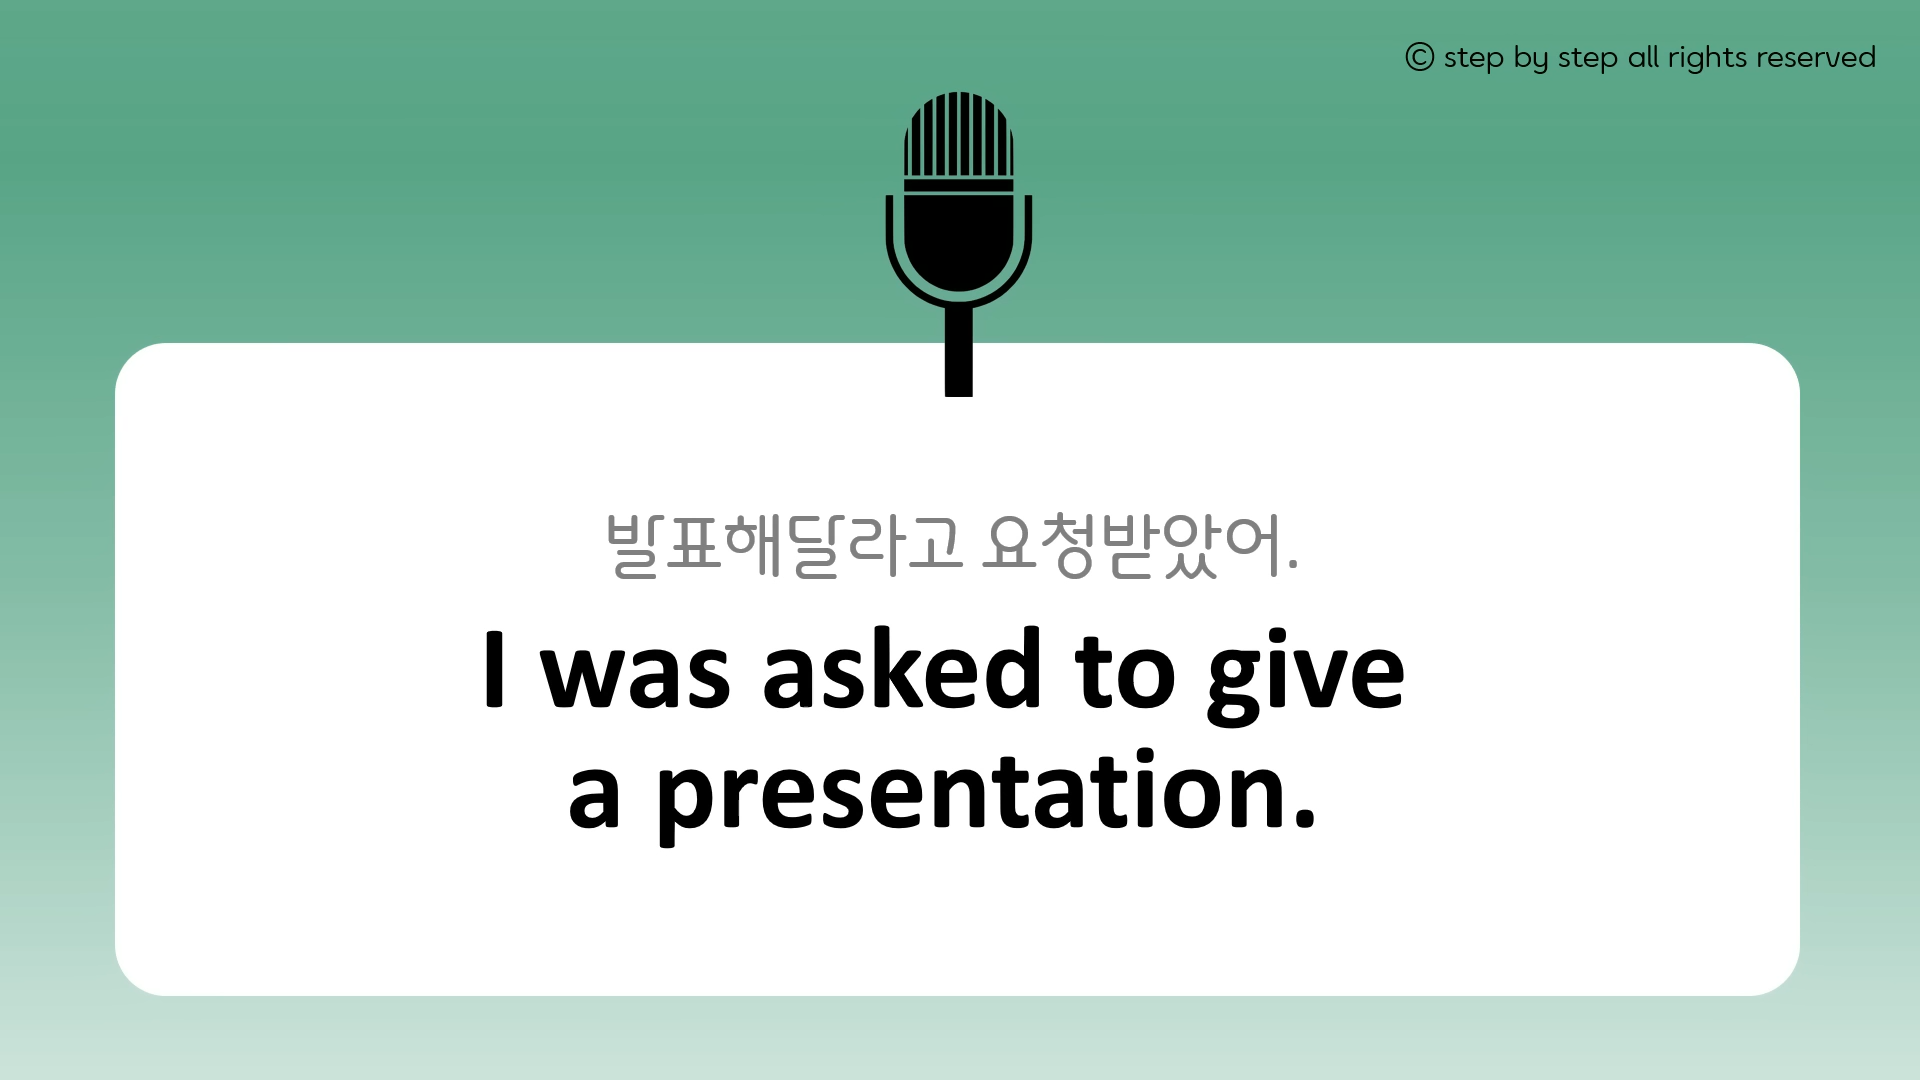 © step by step all rights reserved
발표해달라고 요청받았어.
I was asked to give
a presentation.